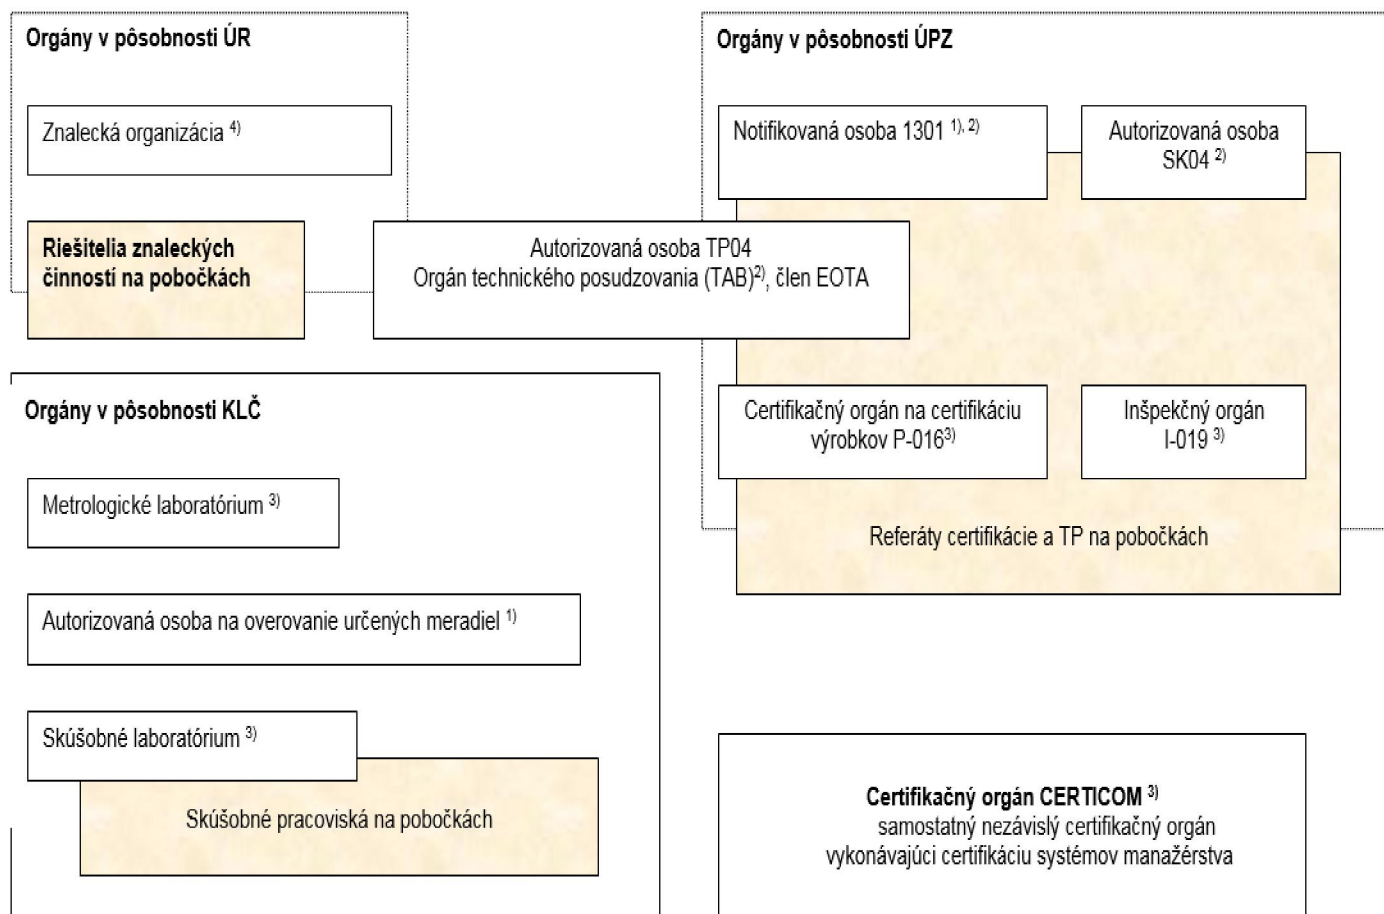 Orgány v pôsobnosti ÚR
Znalecká organizácia ⁴⁾
Riešitelia znaleckých
činností na pobočkách
Orgány v pôsobnosti ÚPZ
Notifikovaná osoba 1301 ¹⁾, ²⁾
Autorizovaná osoba
SK04 ²⁾
Autorizovaná osoba TP04
Orgán technického posudzovania (TAB)²⁾, člen EOTA
Certifikačný orgán na certifikáciu
výrobkov P-016³⁾
Inšpekčný orgán
I-019 ³⁾
Referáty certifikácie a TP na pobočkách
Orgány v pôsobnosti KLČ
Metrologické laboratórium ³⁾
Autorizovaná osoba na overovanie určených meradiel ¹⁾
Skúšobné laboratórium ³⁾
Skúšobné pracoviská na pobočkách
Certifikačný orgán CERTICOM ³⁾
samostatný nezávislý certifikačný orgán
vykonávajúci certifikáciu systémov manažérstva